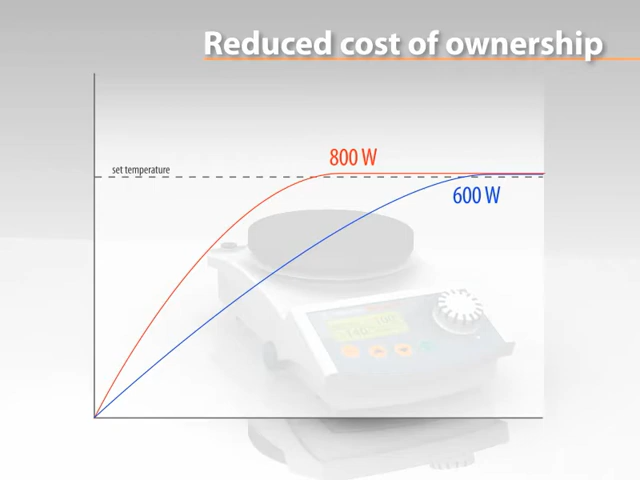 Reduced cost of ownership
800 W
set temperature
600 W